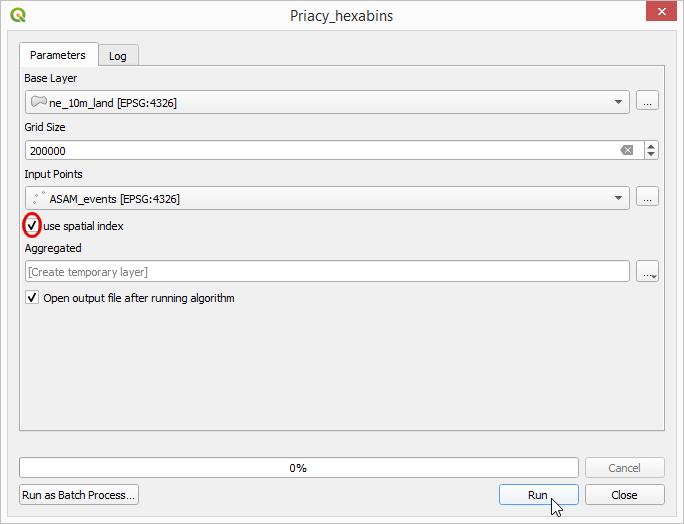 Priacy_hexabins
Parameters
Log
Base Layer
ne_10m_land [EPSG:4326]
...
Grid Size
200000
Input Points
ASAM_events [EPSG:4326]
...
use spatial index
Aggregated
[Create temporary layer]
...
Open output file after running algorithm
0%
Cancel
Run as Batch Process...
Run
Close